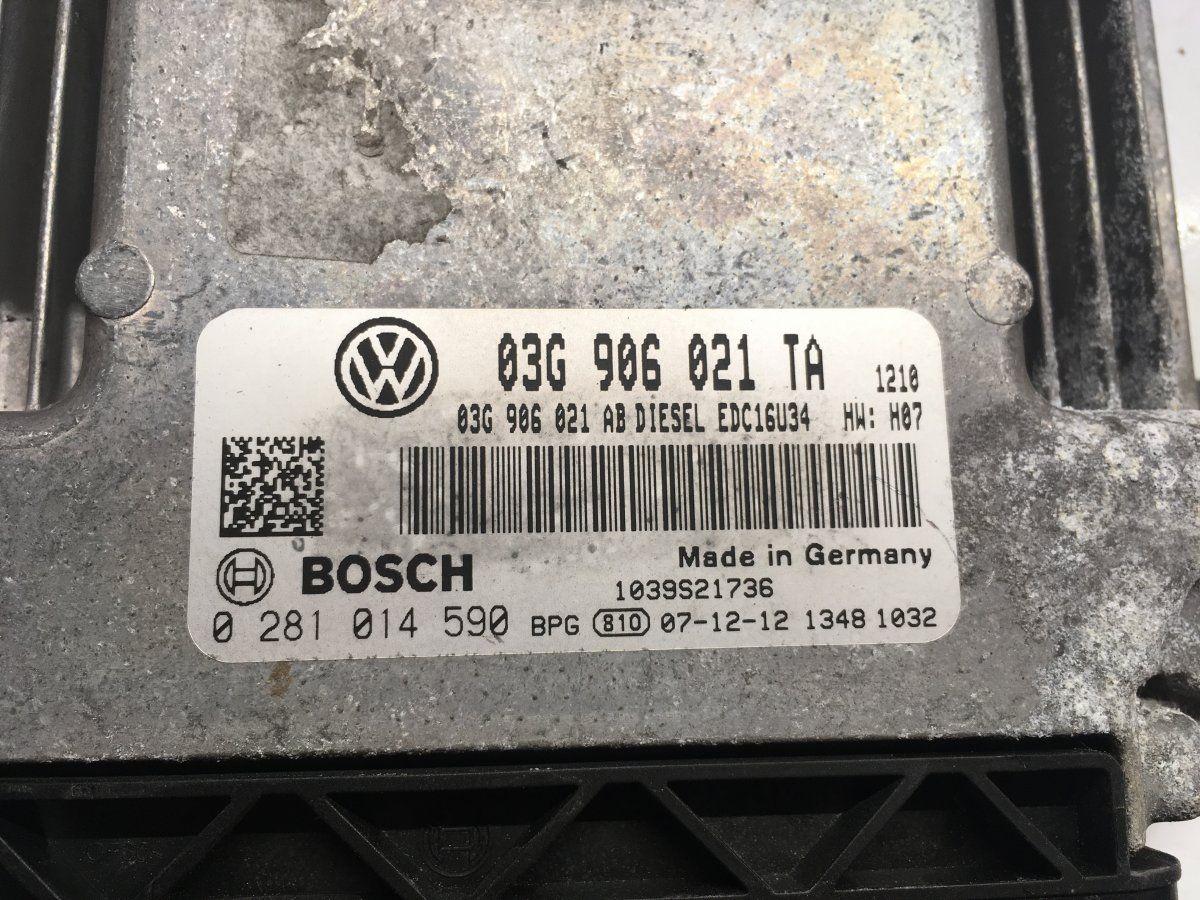 03G 906 021 TA 1210
03G 906 021 AB DIESEL EDC16U34 HW: H07
Made in Germany
BOSCH
1039S21736
0 281 014 590 BPG 810 07-12-12 1348 1032